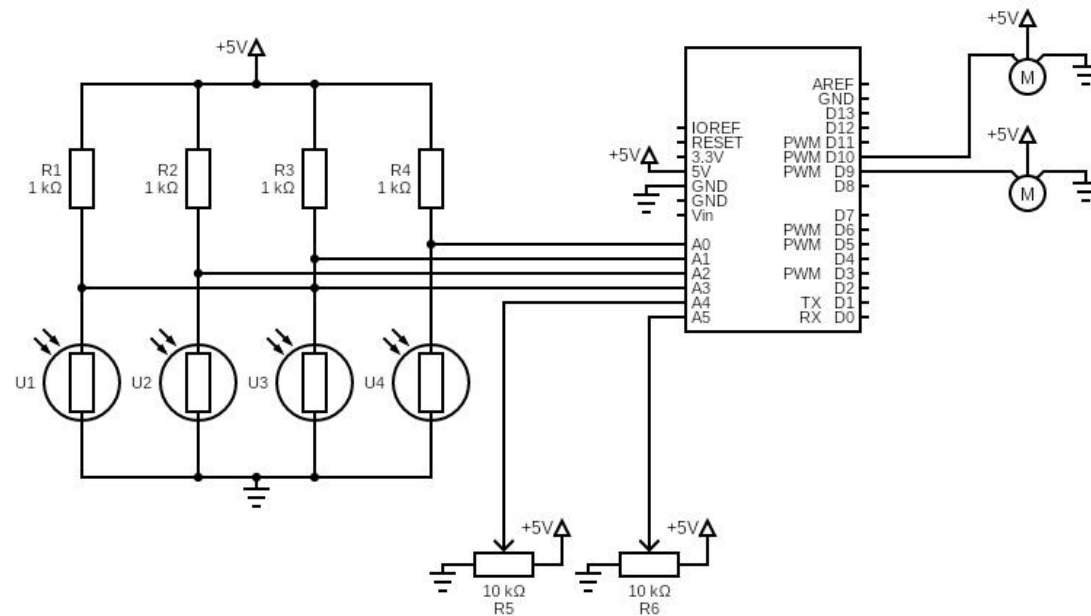 +5V
R1
1 kΩ
R2
1 kΩ
R3
1 kΩ
R4
1 kΩ
U1
U2
U3
U4
+5V
IOREF
RESET
3.3V
5V
GND
GND
Vin
A0
A1
A2
A3
A4
A5
AREF
GND
D13
D12
PWM D11
PWM D10
PWM D9
D8
D7
PWM D6
PWM D5
D4
PWM D3
D2
TX D1
RX D0
+5V
M
+5V
M
+5V
10 kΩ
R5
+5V
10 kΩ
R6